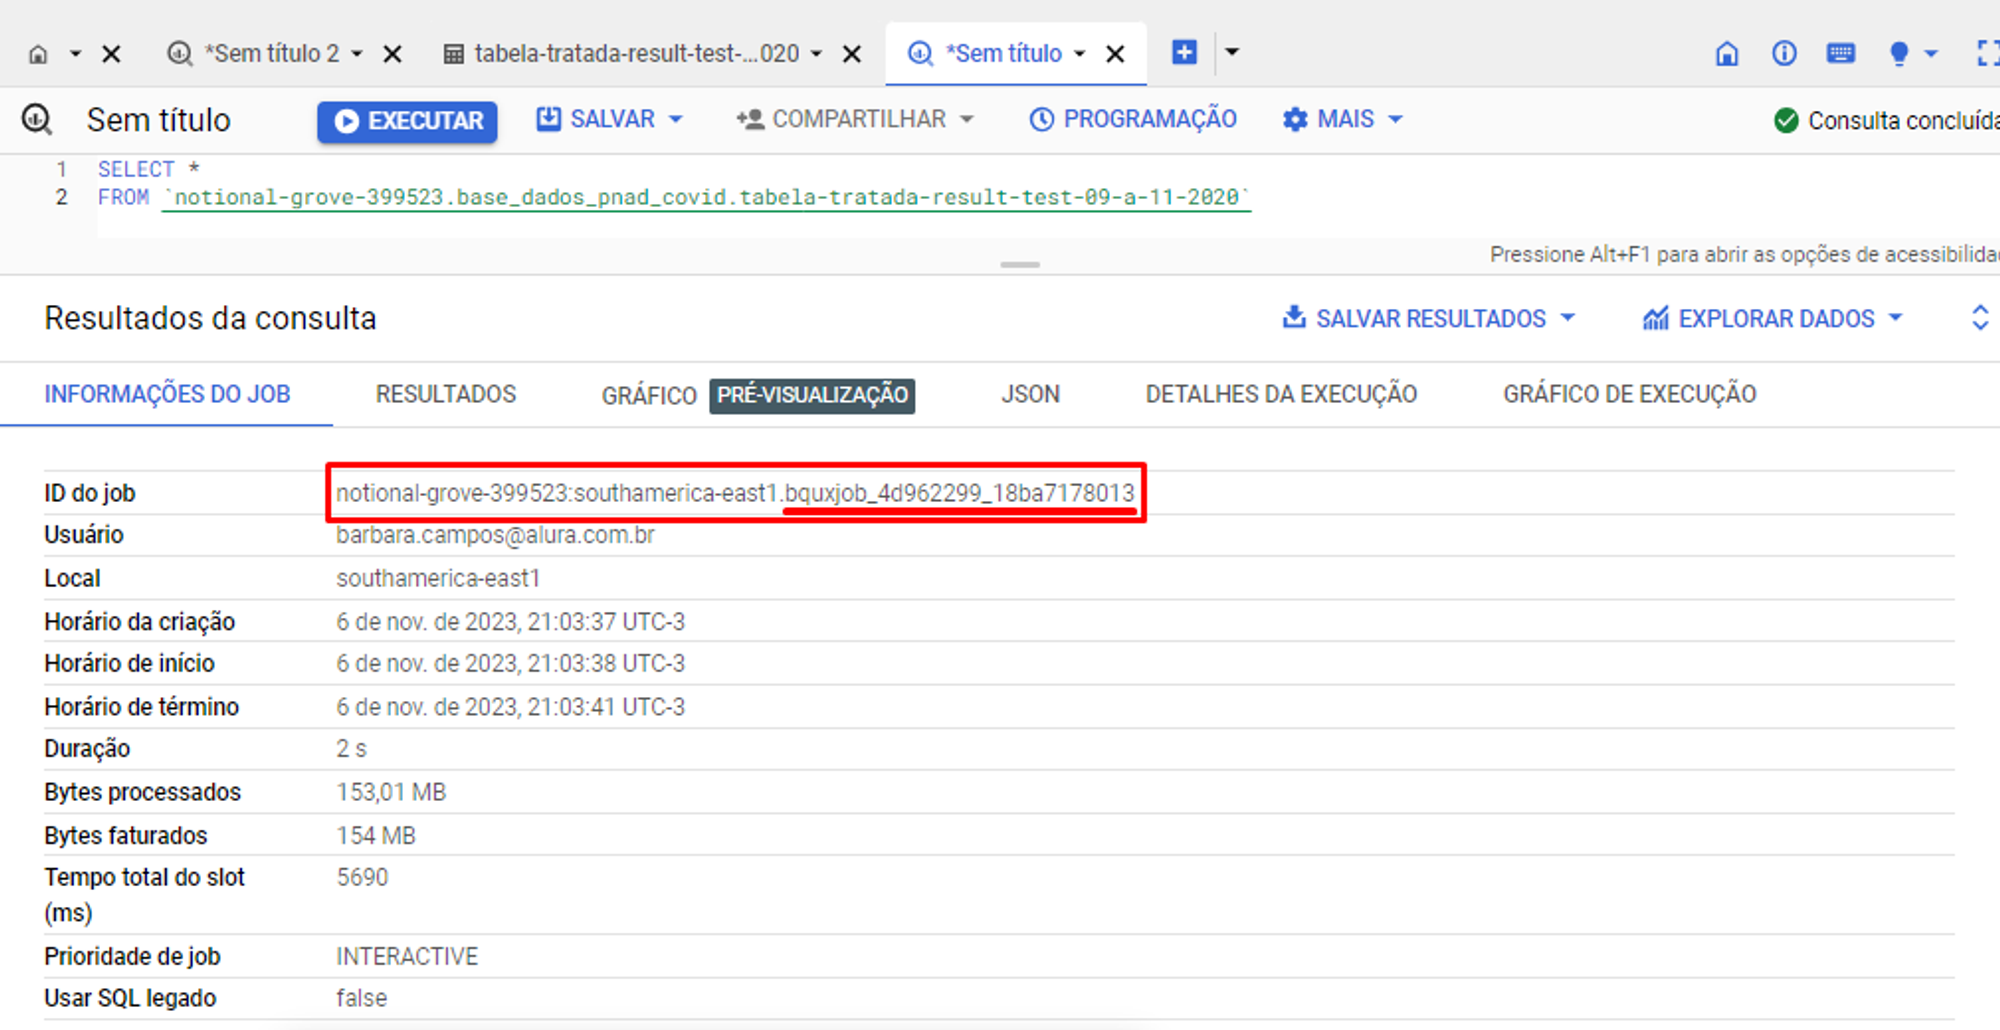 *Sem título 2
tabela-tratada-result-test-...020
*Sem título
Sem título
EXECUTAR
SALVAR
COMPARTILHAR
PROGRAMAÇÃO
MAIS
Consulta concluída
1 SELECT *
2 FROM `notional-grove-399523.base_dados_pnad_covid.tabela-tratada-result-test-09-a-11-2020`
Pressione Alt+F1 para abrir as opções de acessibilida
Resultados da consulta
SALVAR RESULTADOS
EXPLORAR DADOS
INFORMAÇÕES DO JOB
RESULTADOS
GRÁFICO PRÉ-VISUALIZAÇÃO
JSON
DETALHES DA EXECUÇÃO
GRÁFICO DE EXECUÇÃO
ID do job notional-grove-399523:southamerica-east1.bquxjob_4d962299_18ba7178013
Usuário barbara.campos@alura.com.br
Local southamerica-east1
Horário da criação 6 de nov. de 2023, 21:03:37 UTC-3
Horário de início 6 de nov. de 2023, 21:03:38 UTC-3
Horário de término 6 de nov. de 2023, 21:03:41 UTC-3
Duração 2 s
Bytes processados 153,01 MB
Bytes faturados 154 MB
Tempo total do slot 5690
(ms)
Prioridade de job INTERACTIVE
Usar SQL legado false